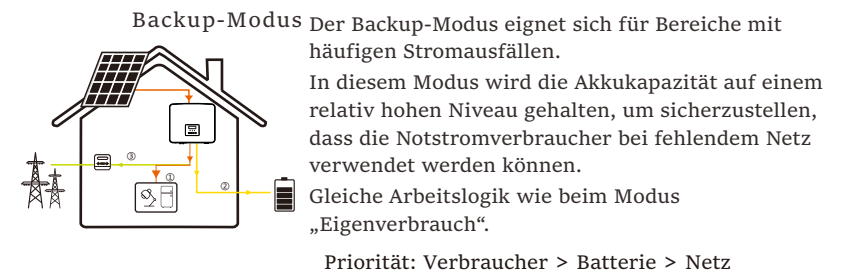 Backup-Modus
Der Backup-Modus eignet sich für Bereiche mit
häufigen Stromausfällen.
In diesem Modus wird die Akkukapazität auf einem
relativ hohen Niveau gehalten, um sicherzustellen,
dass die Notstromverbraucher bei fehlendem Netz
verwendet werden können.
Gleiche Arbeitslogik wie beim Modus
„Eigenverbrauch“.
Priorität: Verbraucher > Batterie > Netz
③
①
②